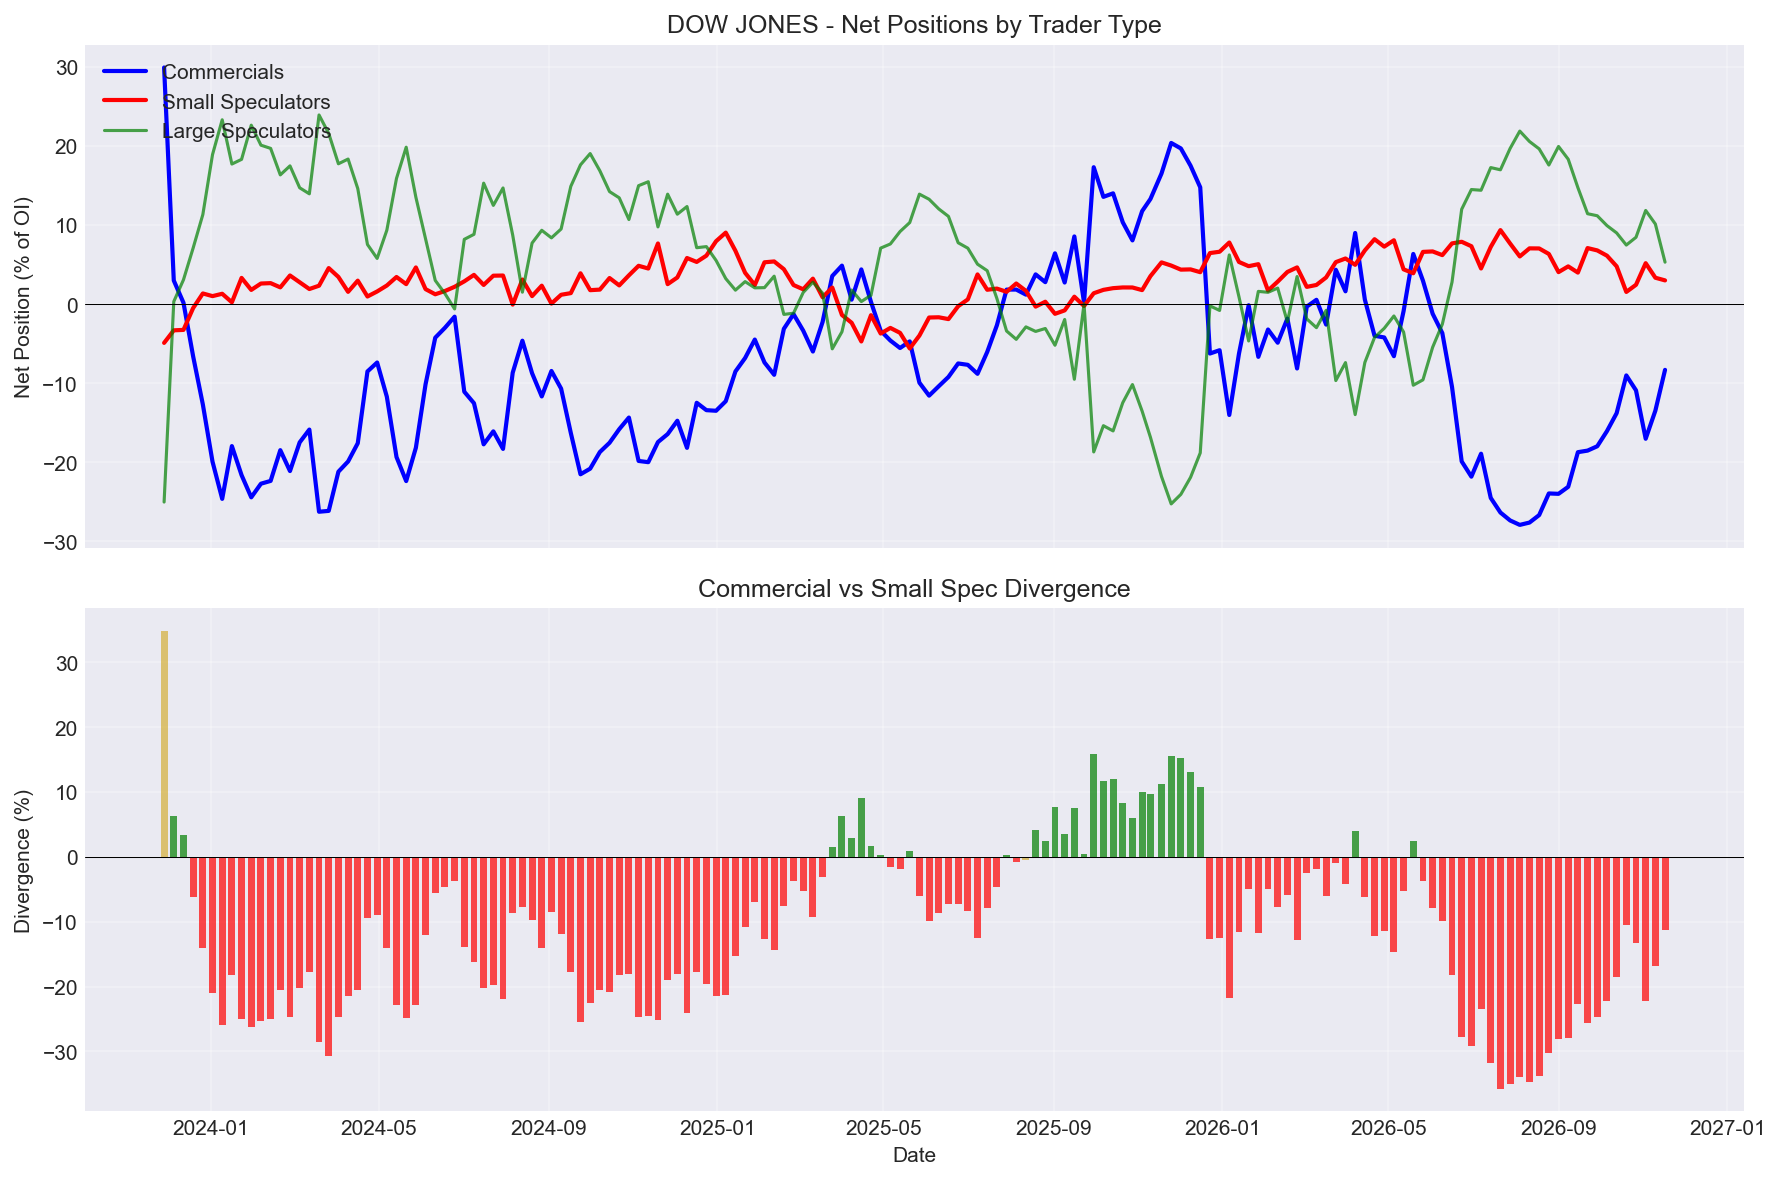 DOW JONES - Net Positions by Trader Type
Commercials
Small Speculators
Large Speculators
Net Position (% of OI)
30
20
10
0
−10
−20
−30
Commercial vs Small Spec Divergence
Divergence (%)
30
20
10
0
−10
−20
−30
2024-01 2024-05 2024-09 2025-01 2025-05 2025-09 2026-01 2026-05 2026-09 2027-01
Date